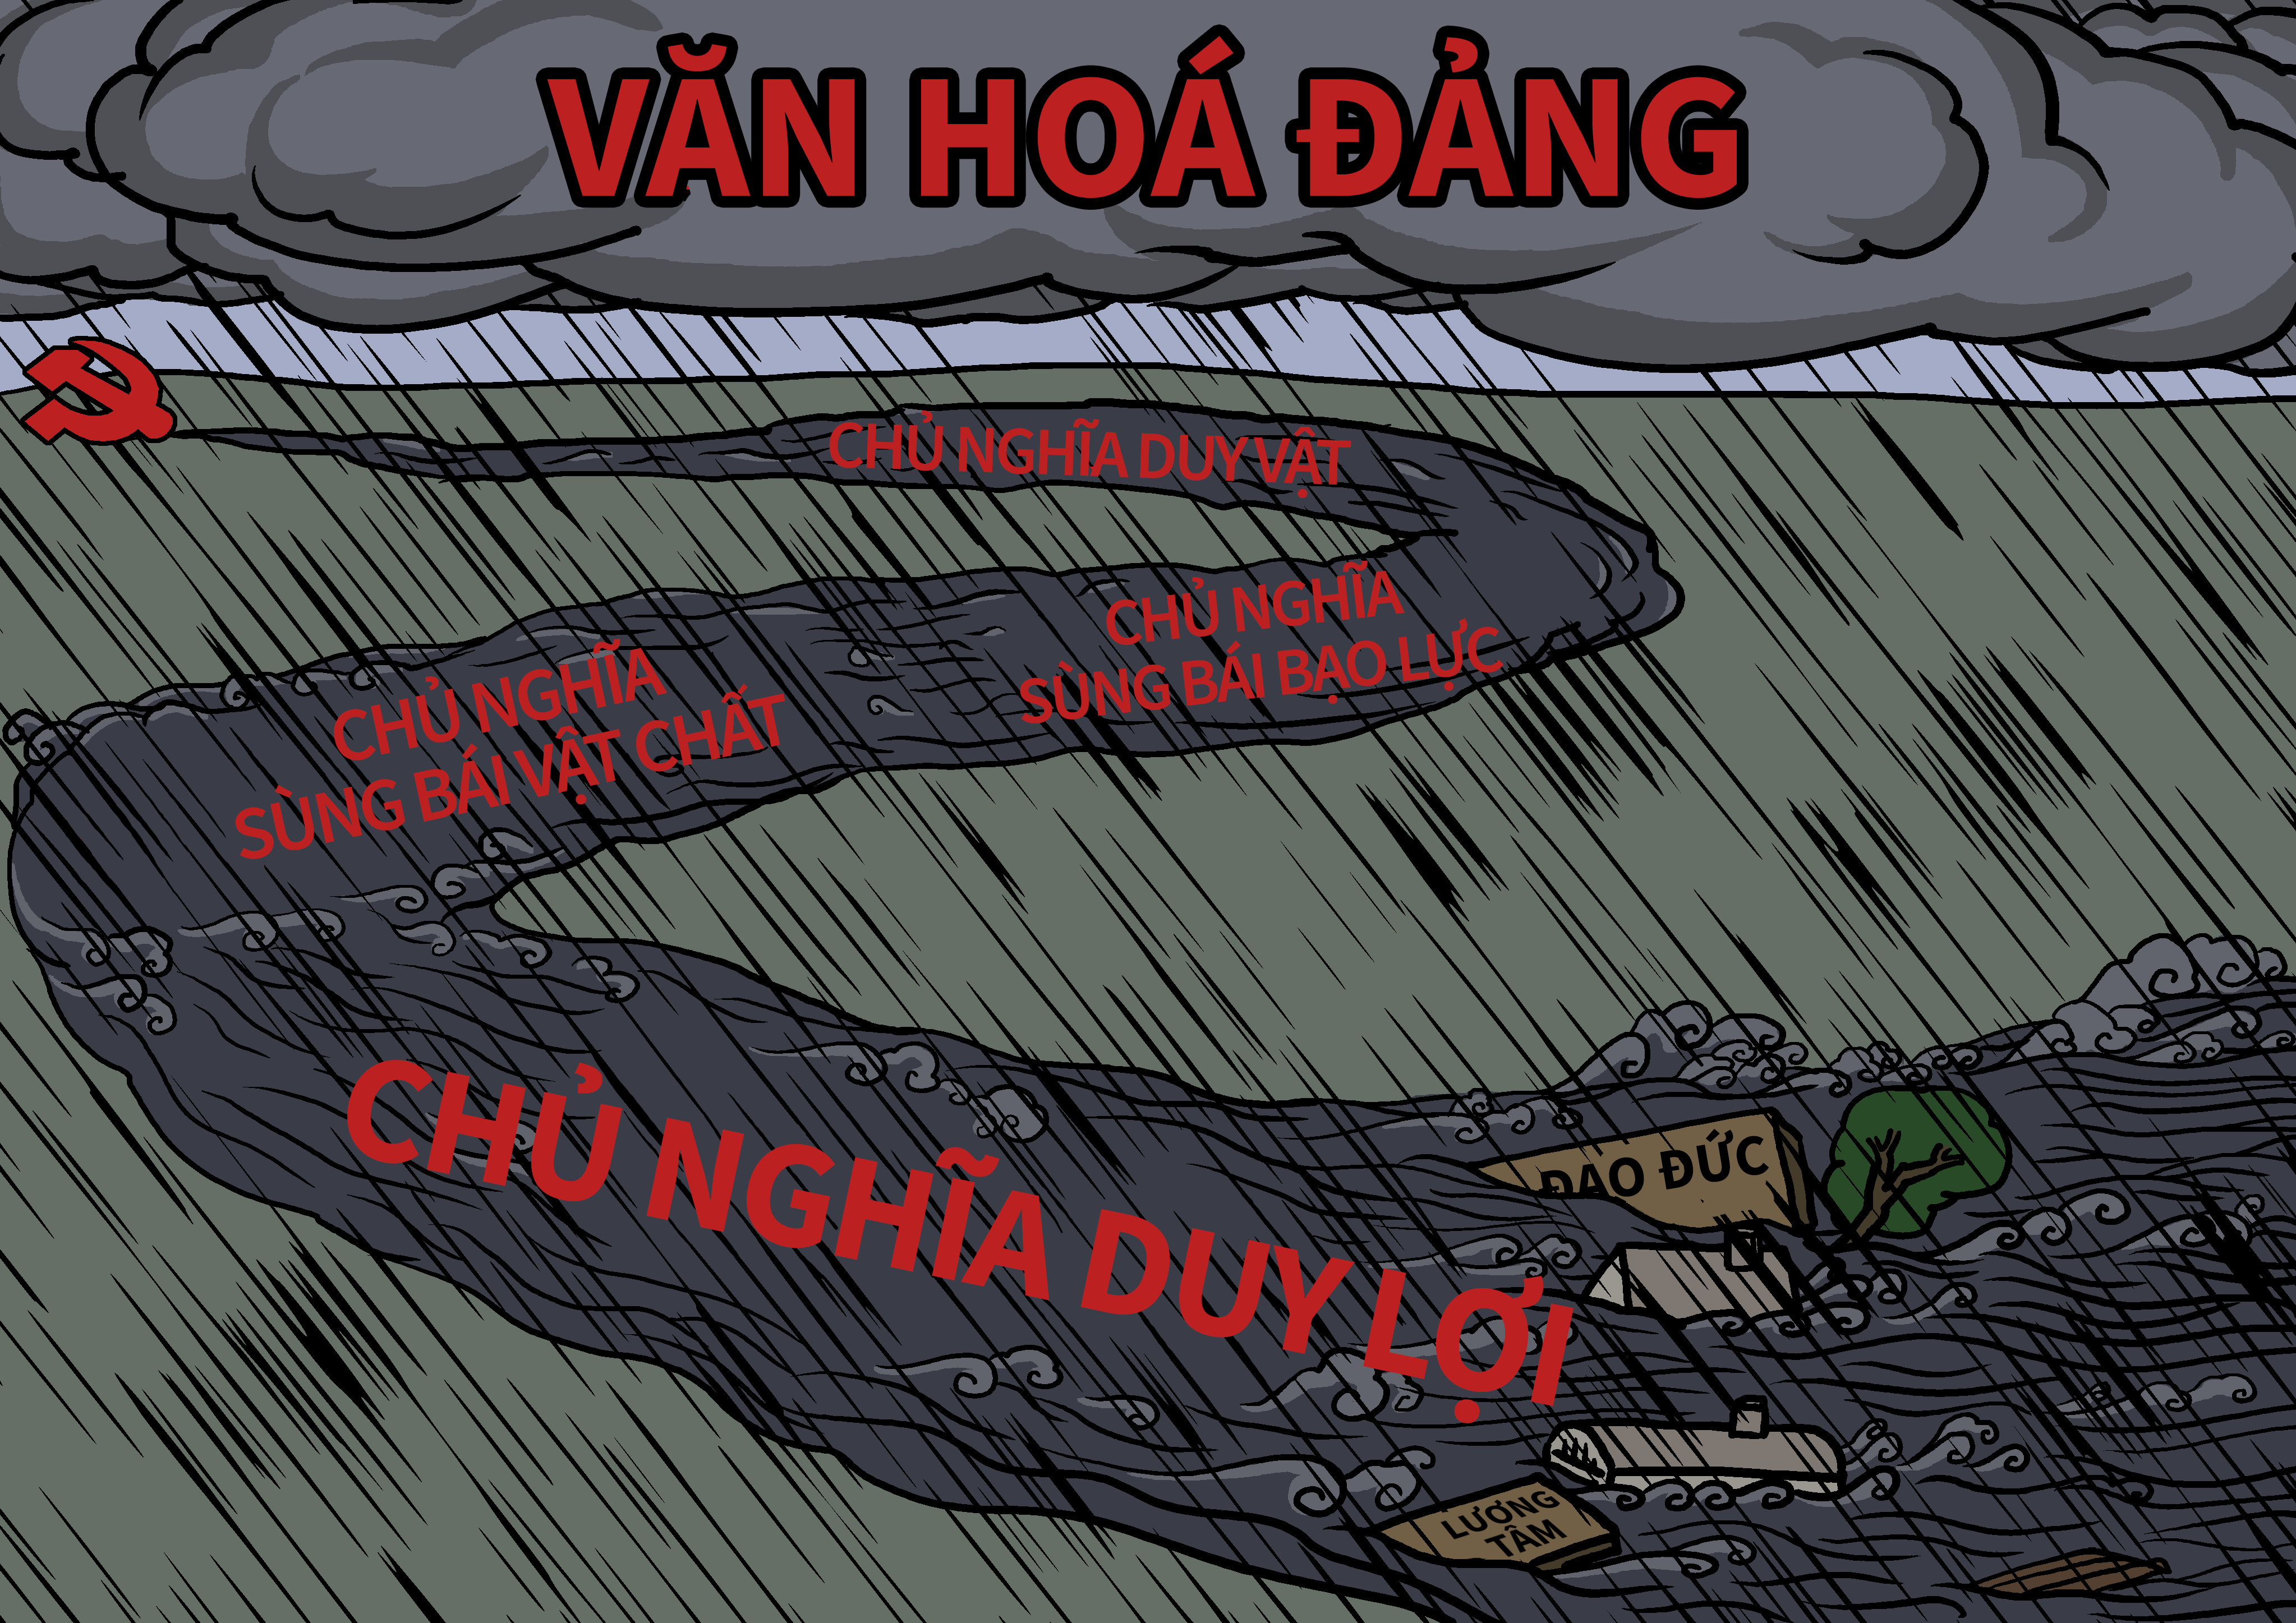 VĂN HOÁ ĐẢNG
CHỦ NGHĨA DUY VẬT
CHỦ NGHĨA
SÙNG BÁI BẠO LỰC
CHỦ NGHĨA
SÙNG BÁI VẬT CHẤT
CHỦ NGHĨA DUY LỢI
ĐẠO ĐỨC
LƯƠNG
TÂM